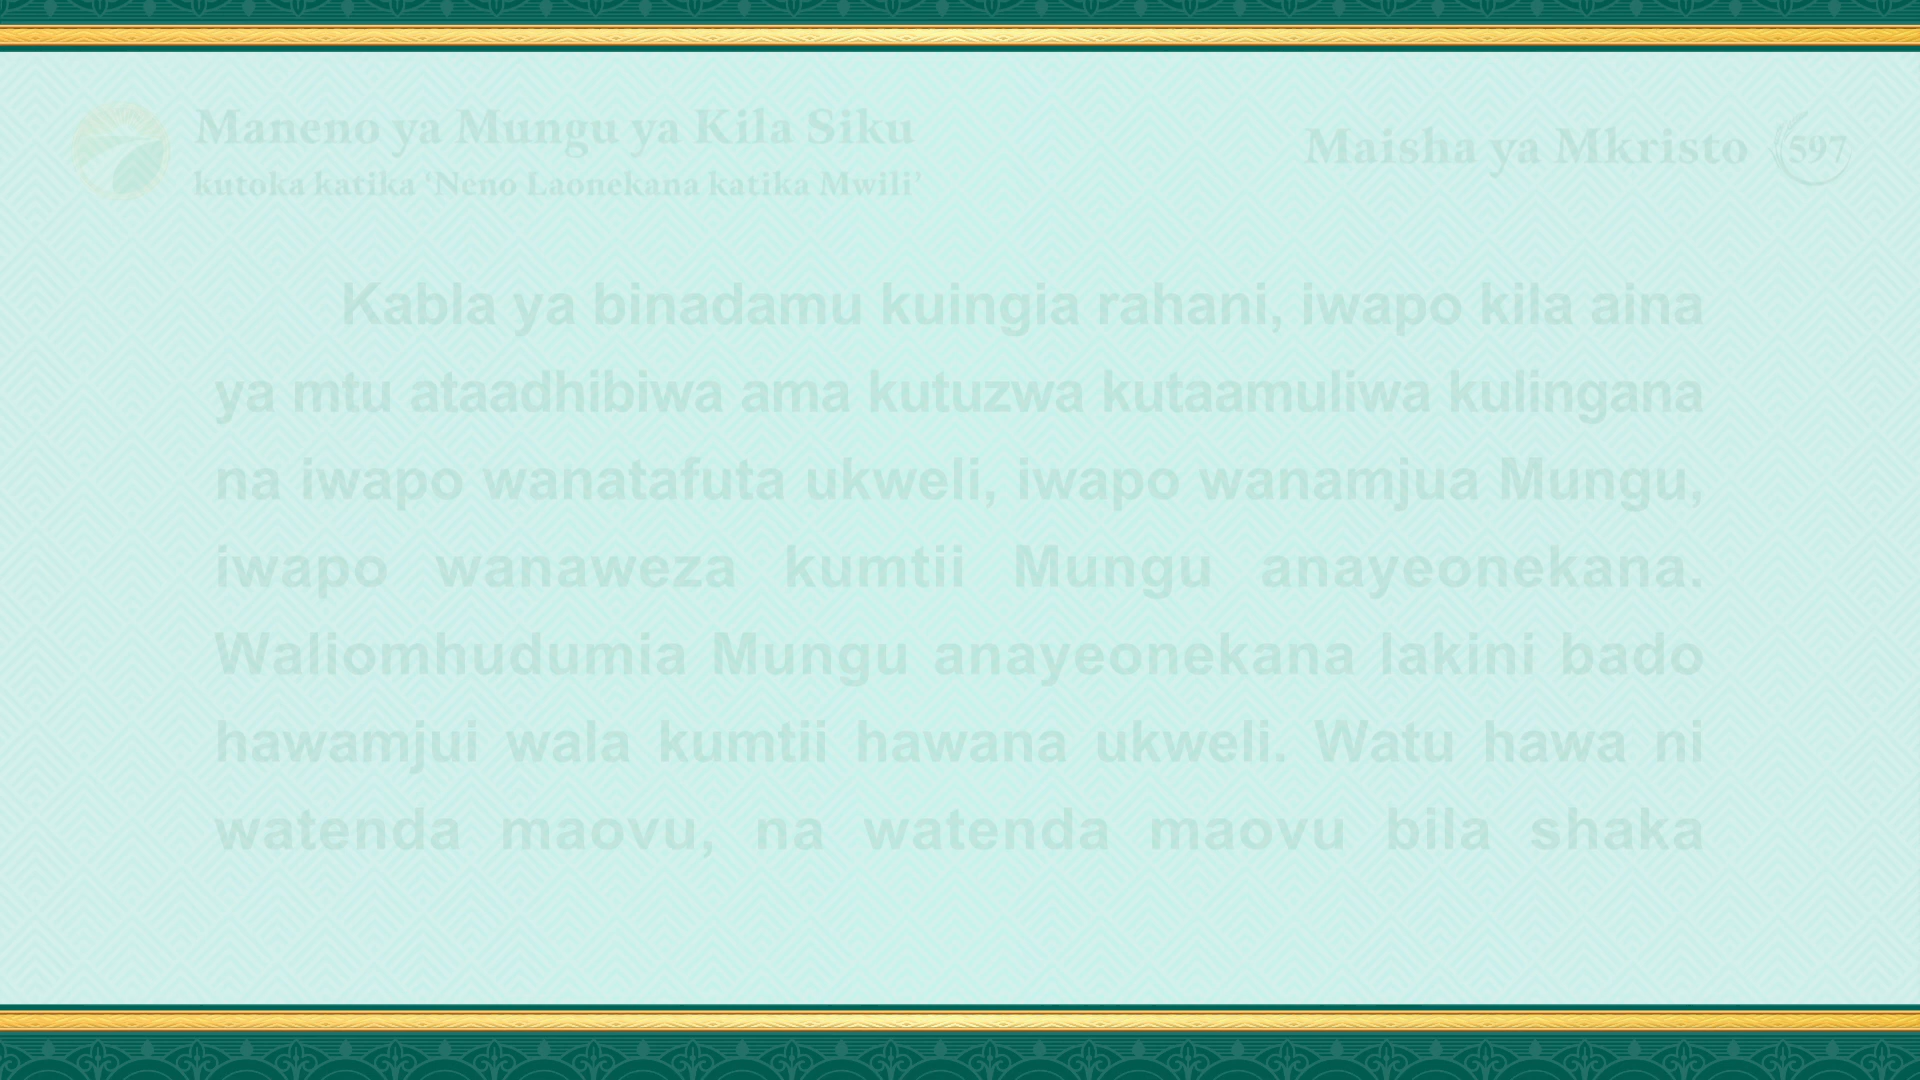 Maneno ya Mungu ya Kila Siku
kutoka katika ‘Neno Laonekana katika Mwili’
Maisha ya Mkristo 597
Kabla ya binadamu kuingia rahani, iwapo kila aina
ya mtu ataadhibiwa ama kutuzwa kutaamuliwa kulingana
na iwapo wanatafuta ukweli, iwapo wanamjua Mungu,
iwapo wanaweza kumtii Mungu anayeonekana.
Waliomhudumia Mungu anayeonekana lakini bado
hawamjui wala kumtii hawana ukweli. Watu hawa ni
watenda maovu, na watenda maovu bila shaka